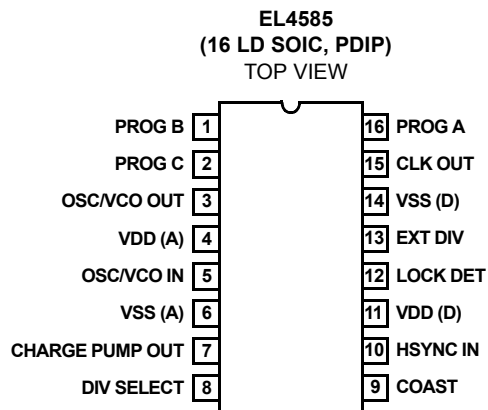 EL4585
(16 LD SOIC, PDIP)
TOP VIEW
PROG B 1
16 PROG A
PROG C 2
15 CLK OUT
OSC/VCO OUT 3
14 VSS (D)
VDD (A) 4
13 EXT DIV
OSC/VCO IN 5
12 LOCK DET
VSS (A) 6
11 VDD (D)
CHARGE PUMP OUT 7
10 HSYNC IN
DIV SELECT 8
9 COAST